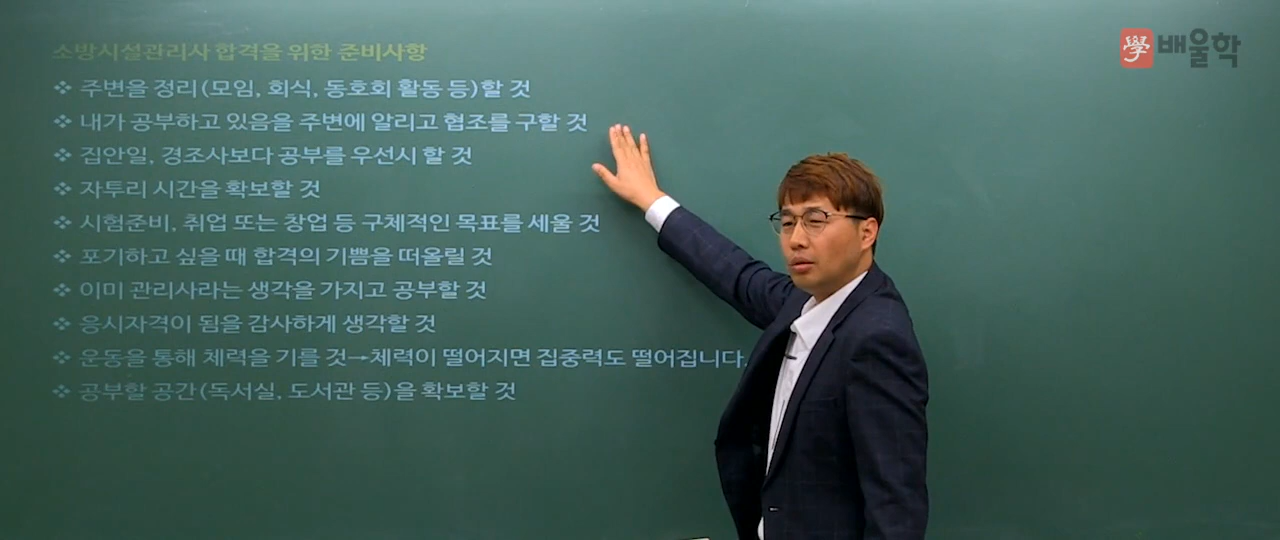 소방시설관리사 합격을 위한 준비사항
學 배울학
❖ 주변을 정리(모임, 회식, 동호회 활동 등)할 것
❖ 내가 공부하고 있음을 주변에 알리고 협조를 구할 것
❖ 집안일, 경조사보다 공부를 우선시 할 것
❖ 자투리 시간을 확보할 것
❖ 시험준비, 취업 또는 창업 등 구체적인 목표를 세울 것
❖ 포기하고 싶을 때 합격의 기쁨을 떠올릴 것
❖ 이미 관리사라는 생각을 가지고 공부할 것
❖ 응시자격이 됨을 감사하게 생각할 것
❖ 운동을 통해 체력을 기를 것→체력이 떨어지면 집중력도 떨어집니다.
❖ 공부할 공간(독서실, 도서관 등)을 확보할 것